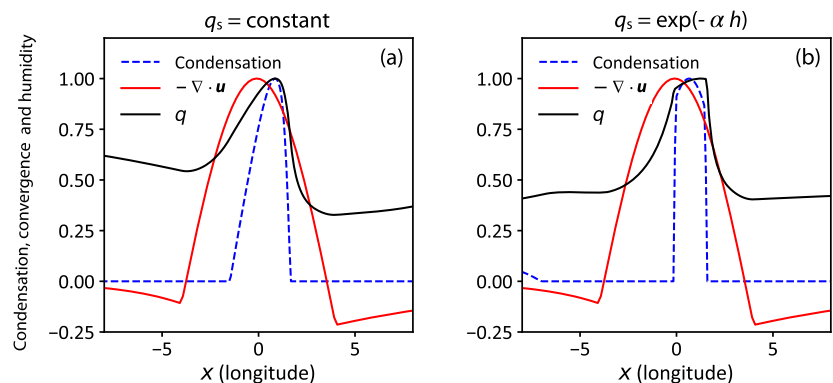 qs = constant
qs = exp(- α h)
Condensation, convergence and humidity
(a)
Condensation
− ∇ · u
q
1.00
0.75
0.50
0.25
0.00
−0.25
−5
0
5
x (longitude)
(b)
Condensation
− ∇ · u
q
1.00
0.75
0.50
0.25
0.00
−0.25
−5
0
5
x (longitude)